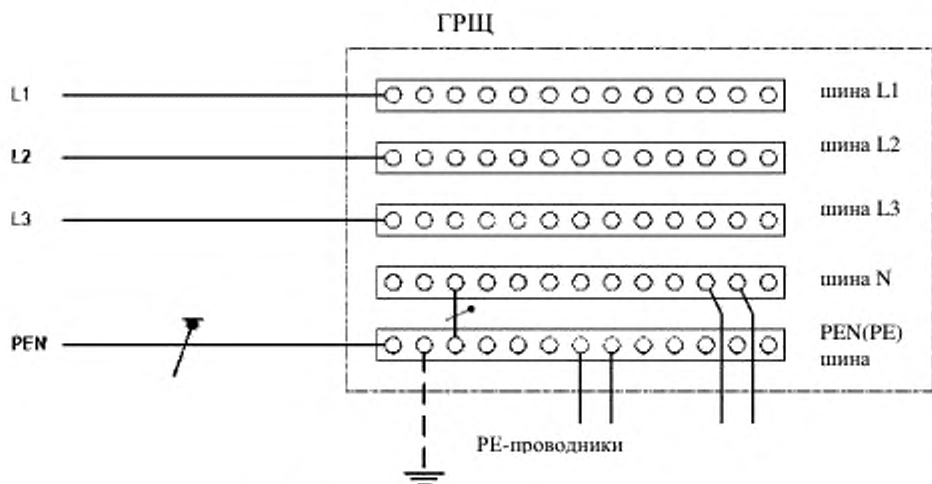 ГРЩ
L1
шина L1
L2
шина L2
L3
шина L3
шина N
PEN
PEN(PE)
шина
PE-проводники